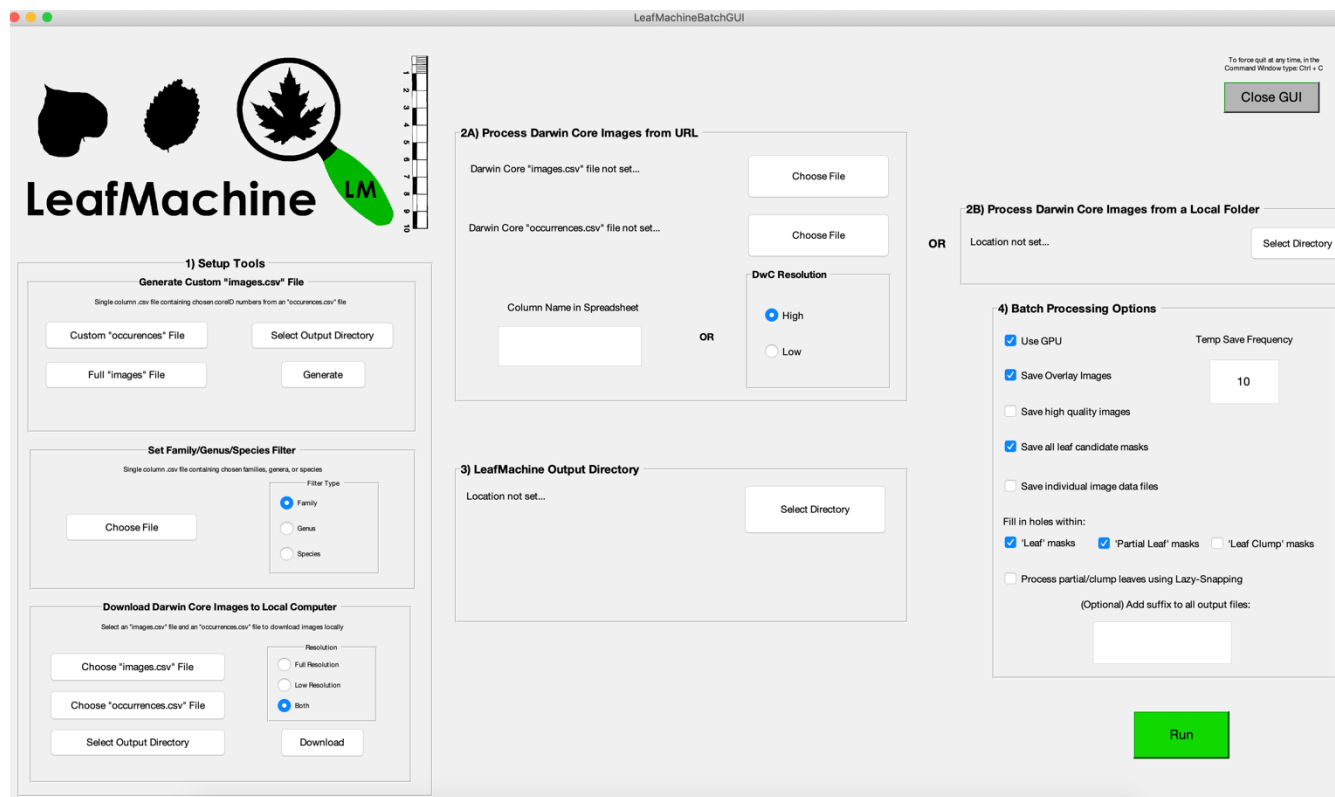 LeafMachineBatchGUI
To force quit at any time, in the
Command Window type: Ctrl + C
Close GUI
LeafMachine
LM
1
2
3
4
5
6
7
8
9
10
1) Setup Tools
Generate Custom "images.csv" File
Single column .csv file containing chosen coreID numbers from an "occurences.csv" file
Custom "occurences" File
Select Output Directory
Full "images" File
Generate
Set Family/Genus/Species Filter
Single column .csv file containing chosen families, genera, or species
Filter Type
Choose File
Family
Genus
Species
Download Darwin Core Images to Local Computer
Select an "images.csv" file and an "occurrences.csv" file to download images locally
Choose "images.csv" File
Choose "occurrences.csv" File
Select Output Directory
Resolution
Full Resolution
Low Resolution
Both
Download
2A) Process Darwin Core Images from URL
Darwin Core "images.csv" file not set...
Choose File
Darwin Core "occurrences.csv" file not set...
Choose File
Column Name in Spreadsheet
OR
DwC Resolution
High
Low
OR
2B) Process Darwin Core Images from a Local Folder
Location not set...
Select Directory
3) LeafMachine Output Directory
Location not set...
Select Directory
4) Batch Processing Options
Use GPU
Temp Save Frequency
10
Save Overlay Images
Save high quality images
Save all leaf candidate masks
Save individual image data files
Fill in holes within:
'Leaf' masks 'Partial Leaf' masks 'Leaf Clump' masks
Process partial/clump leaves using Lazy-Snapping
(Optional) Add suffix to all output files:
Run